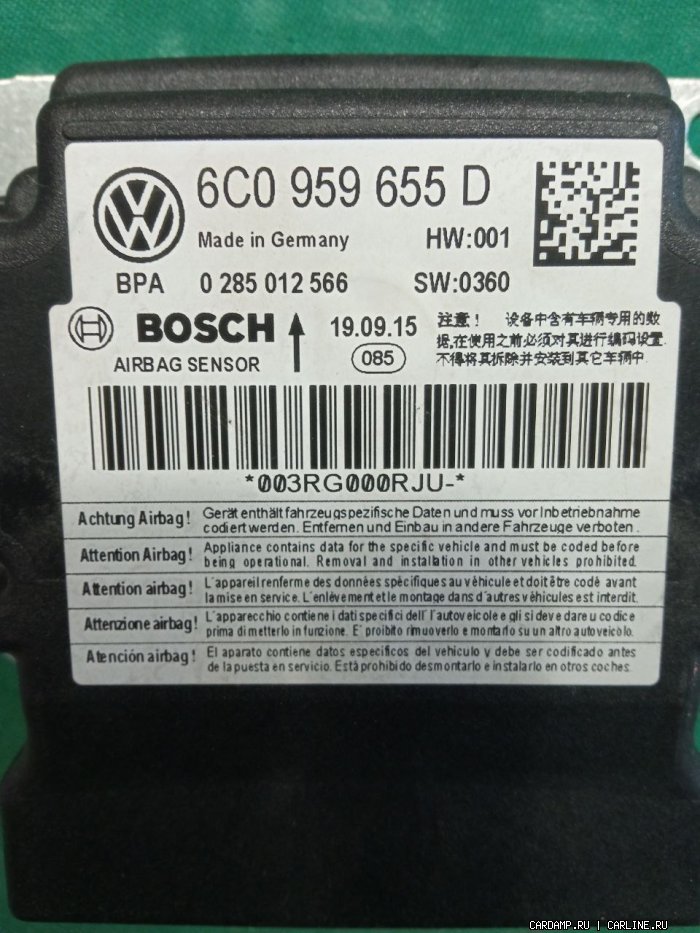 6C0 959 655 D
Made in Germany HW:001
BPA 0 285 012 566 SW:0360
BOSCH
AIRBAG SENSOR
19.09.15
085
注意！ 设备中含有车辆专用的数
据,在使用之前必须对其进行编码设置.
不得将其拆除并安装到其它车辆中.
*003RG000RJU-*
Achtung Airbag! Gerät enthält fahrzeugspezifische Daten und muss vor Inbetriebnahme
codiert werden. Entfernen und Einbau in andere Fahrzeuge verboten.
Attention Airbag! Appliance contains data for the specific vehicle and must be coded before
being operational. Removal and installation in other vehicles prohibited.
Attention airbag! L'appareil renferme des données spécifiques au véhicule et doit être codé avant
la mise en service. L'enlèvement et le montage dans d'autres véhicules est interdit.
Attenzione airbag! L'apparecchio contiene i dati specifici dell'l'autoveicolo e gli si deve dare u codice
prima di metterlo in funzione. E' proibito rimuoverlo e montarlo su un altro autoveicolo.
Atención airbag! El aparato contiene datos especificos del vehiculo y debe ser codificado antes
de la puesta en servicio. Está prohibido desmontarlo e instalarlo en otros coches.
CARDAMP.RU | CARLINE.RU